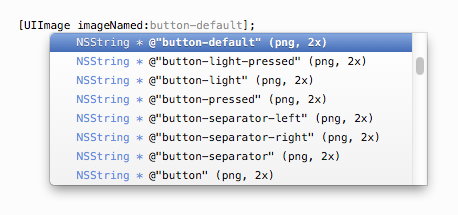 [UIImage imageNamed:button-default];
NSString * @"button-default" (png, 2x)
NSString * @"button-light-pressed" (png, 2x)
NSString * @"button-light" (png, 2x)
NSString * @"button-pressed" (png, 2x)
NSString * @"button-separator-left" (png, 2x)
NSString * @"button-separator-right" (png, 2x)
NSString * @"button-separator" (png, 2x)
NSString * @"button" (png, 2x)